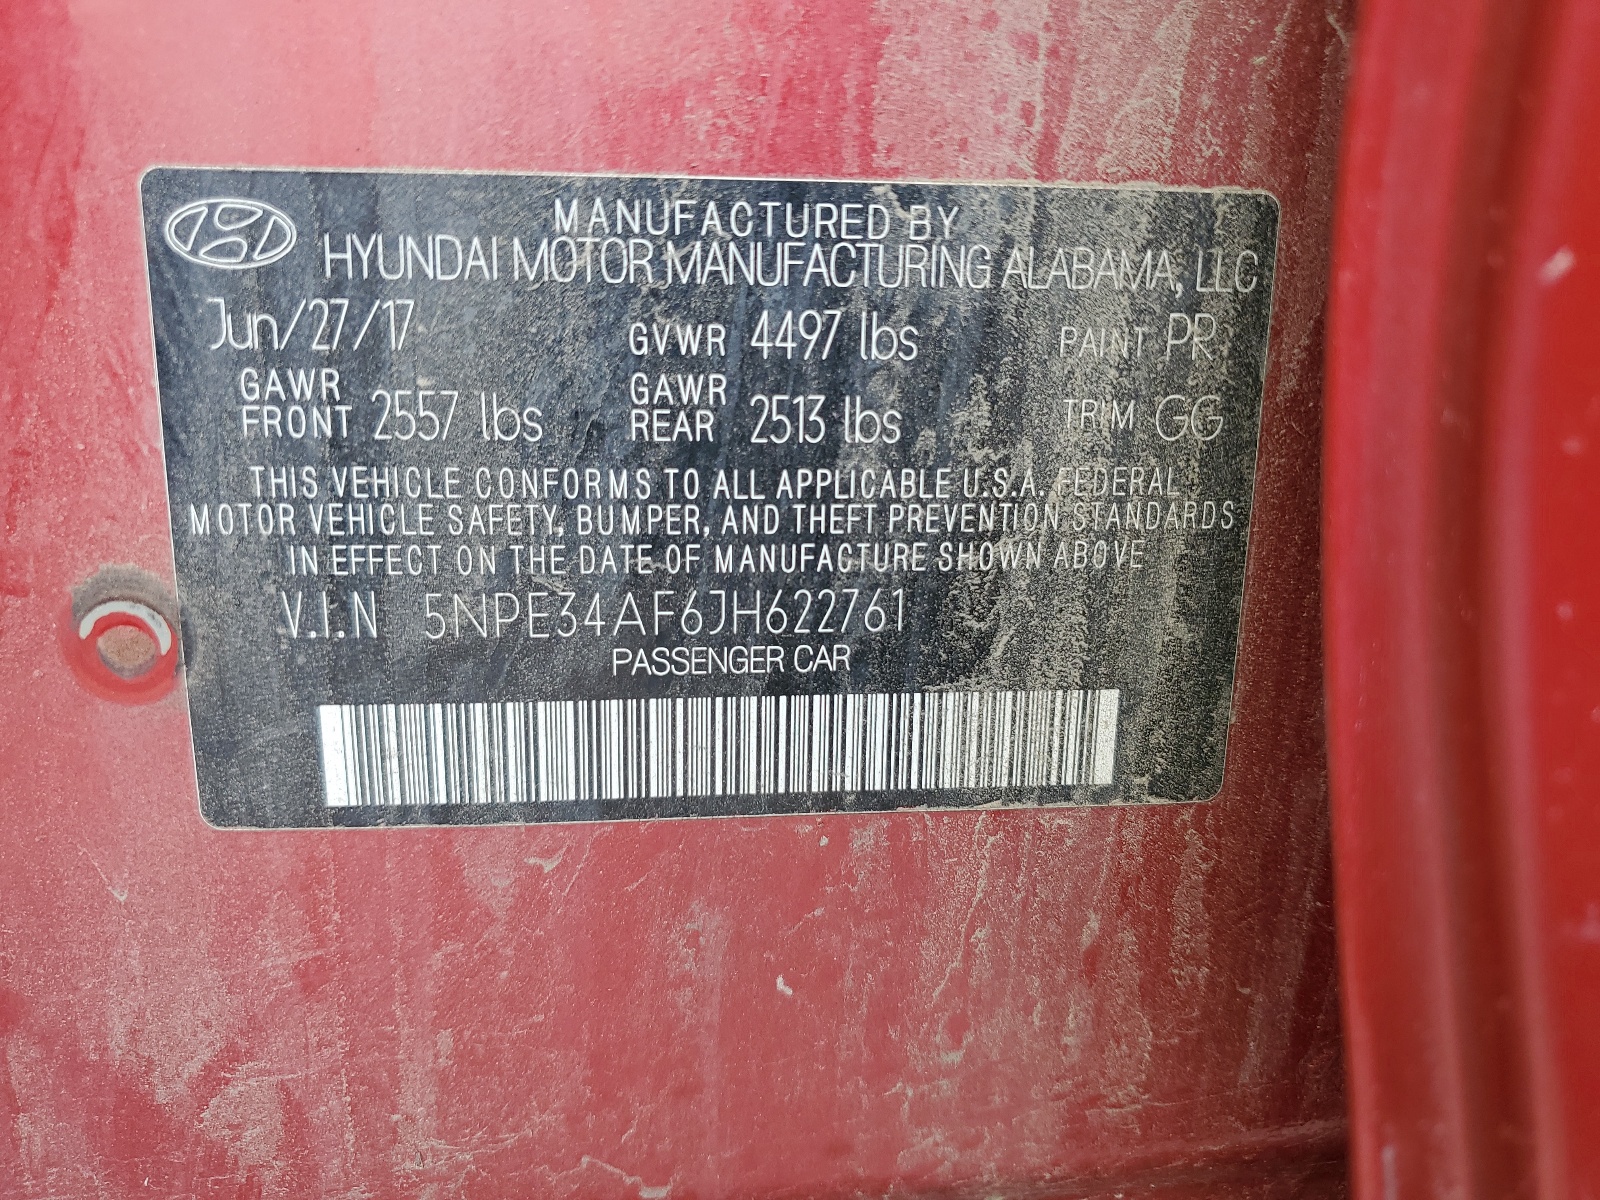 MANUFACTURED BY
HYUNDAI MOTOR MANUFACTURING ALABAMA, LLC
Jun/27/17 GVWR 4497 lbs PAINT PR
GAWR FRONT 2557 lbs GAWR REAR 2513 lbs TRIM GG
THIS VEHICLE CONFORMS TO ALL APPLICABLE U.S.A. FEDERAL
MOTOR VEHICLE SAFETY, BUMPER, AND THEFT PREVENTION STANDARDS
IN EFFECT ON THE DATE OF MANUFACTURE SHOWN ABOVE
V.I.N 5NPE34AF6JH622761
PASSENGER CAR